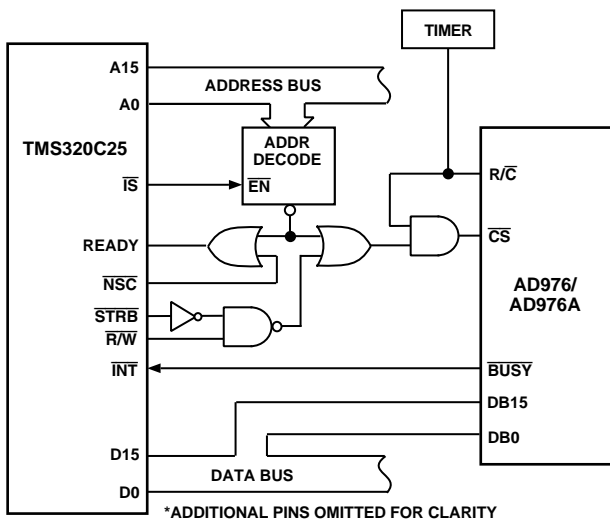 TIMER
A15
ADDRESS BUS
A0
TMS320C25
ADDR
DECODE
IS
EN
R/C
READY
CS
NSC
AD976/
AD976A
STRB
R/W
INT
BUSY
DB15
DB0
D15
DATA BUS
D0
*ADDITIONAL PINS OMITTED FOR CLARITY